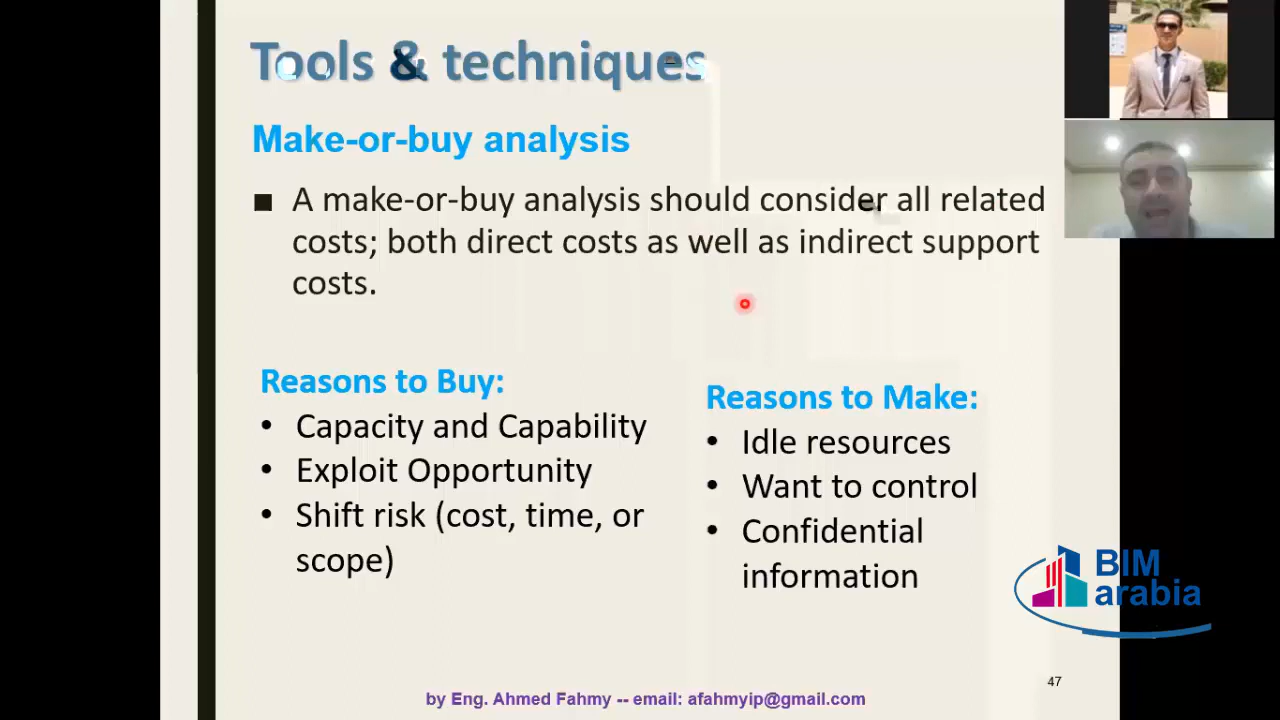 Tools & techniques
Make-or-buy analysis
■ A make-or-buy analysis should consider all related
costs; both direct costs as well as indirect support
costs.
Reasons to Buy:
• Capacity and Capability
• Exploit Opportunity
• Shift risk (cost, time, or
scope)
Reasons to Make:
• Idle resources
• Want to control
• Confidential
information
BIM
arabia
47
by Eng. Ahmed Fahmy -- email: afahmyip@gmail.com